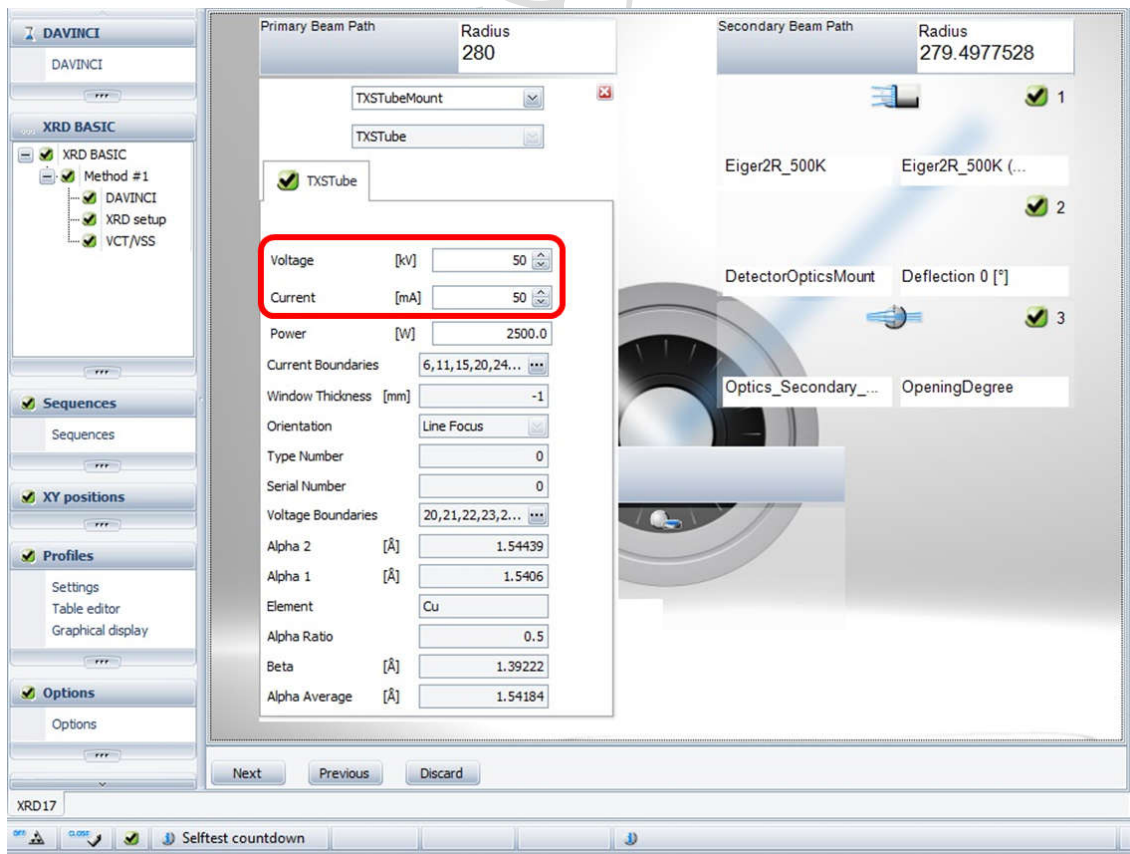 DAVINCI
DAVINCI
XRD BASIC
XRD BASIC
Method #1
DAVINCI
XRD setup
VCT/VSS
Sequences
Sequences
XY positions
Profiles
Settings
Table editor
Graphical display
Options
Options
Primary Beam Path
Radius
280
TXSTubeMount
TXSTube
TXSTube
Voltage [kV] 50
Current [mA] 50
Power [W] 2500.0
Current Boundaries 6,11,15,20,24... ...
Window Thickness [mm] -1
Orientation Line Focus
Type Number 0
Serial Number 0
Voltage Boundaries 20,21,22,23,2... ...
Alpha 2 [Å] 1.54439
Alpha 1 [Å] 1.5406
Element Cu
Alpha Ratio 0.5
Beta [Å] 1.39222
Alpha Average [Å] 1.54184
Secondary Beam Path
Radius
279.4977528
1
Eiger2R_500K Eiger2R_500K (...
2
DetectorOpticsMount Deflection 0 [°]
3
Optics_Secondary_... OpeningDegree
Next Previous Discard
XRD17
OFF CLOSE Selftest countdown